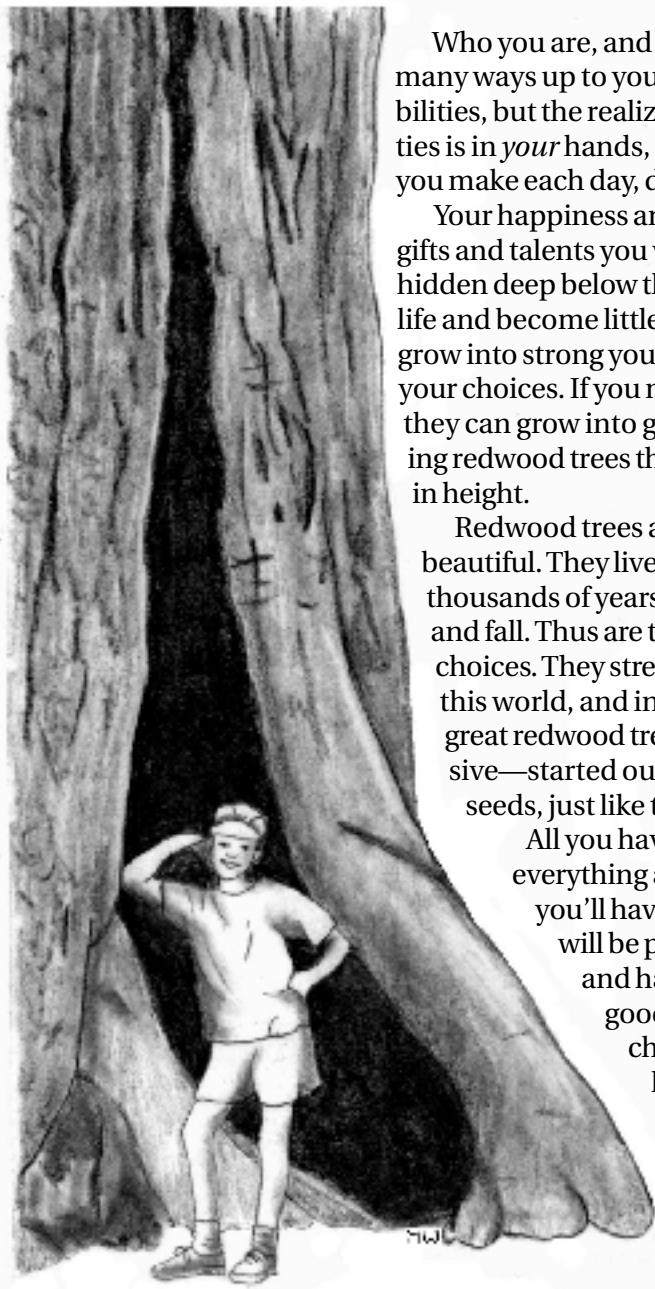 Who you are, and
many ways up to you
bilities, but the realiz
ties is in your hands,
you make each day, d
Your happiness an
gifts and talents you
hidden deep below th
life and become little
grow into strong you
your choices. If you m
they can grow into g
ing redwood trees th
in height.
Redwood trees a
beautiful. They live
thousands of years
and fall. Thus are t
choices. They stre
this world, and in
great redwood tre
sive—started ou
seeds, just like t
All you hav
everything a
you'll hav
will be p
and ha
good
ch
MW